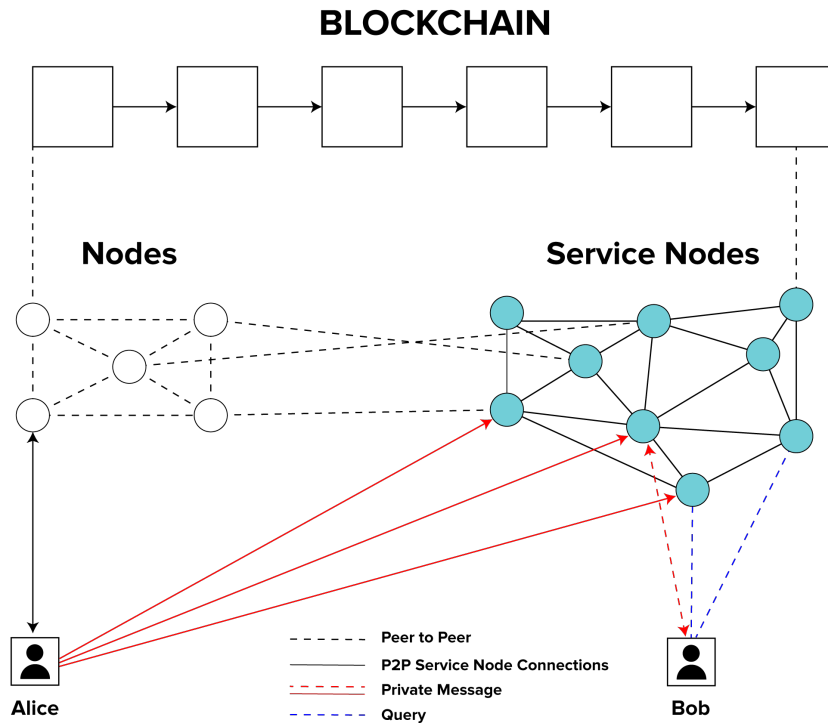 BLOCKCHAIN
Nodes
Service Nodes
Peer to Peer
P2P Service Node Connections
Private Message
Query
Alice
Bob